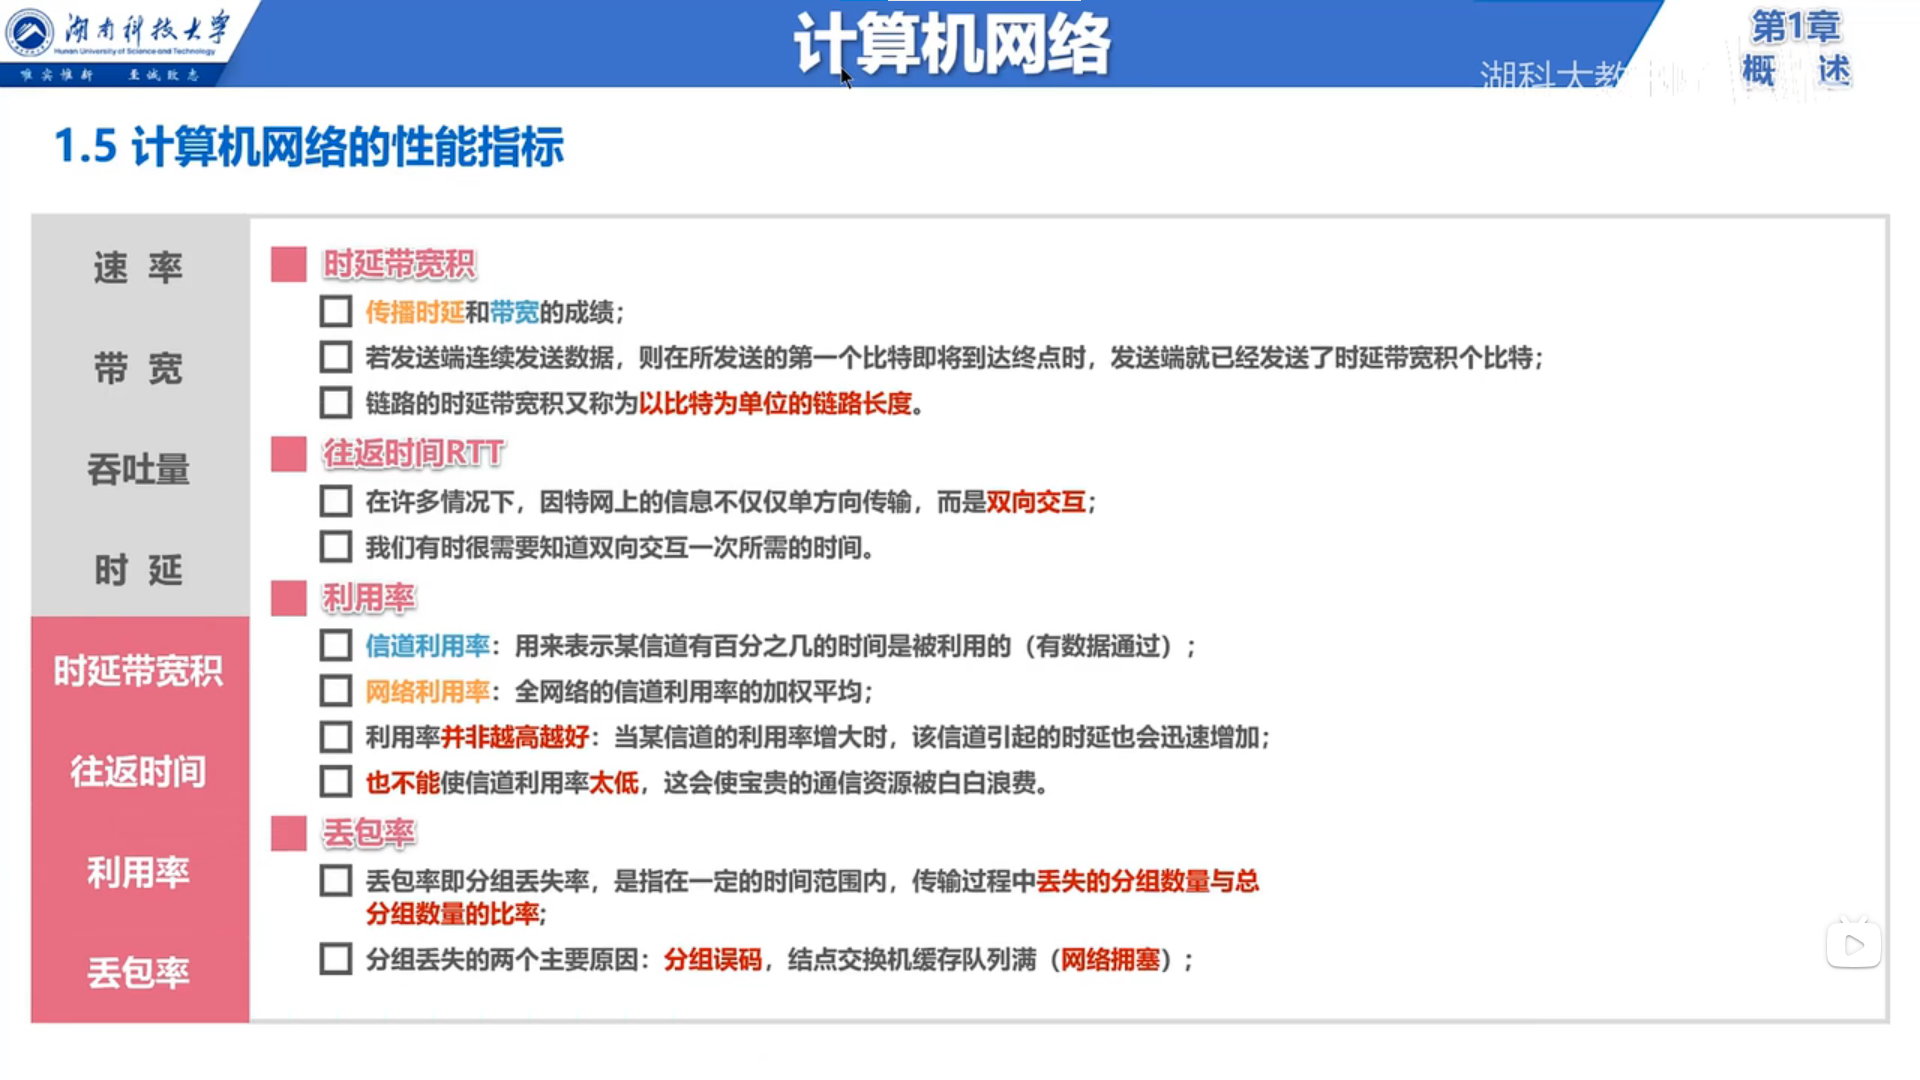 湖南科技大学
Hunan University of Science and Technology
唯实惟新 至诚致志
计算机网络
第1章
概 述
湖科大教
1.5 计算机网络的性能指标
速 率
带 宽
吞吐量
时 延
时延带宽积
往返时间
利用率
丢包率
时延带宽积
传播时延和带宽的成绩；
若发送端连续发送数据，则在所发送的第一个比特即将到达终点时，发送端就已经发送了时延带宽积个比特；
链路的时延带宽积又称为以比特为单位的链路长度。
往返时间RTT
在许多情况下，因特网上的信息不仅仅单方向传输，而是双向交互；
我们有时很需要知道双向交互一次所需的时间。
利用率
信道利用率：用来表示某信道有百分之几的时间是被利用的（有数据通过）；
网络利用率：全网络的信道利用率的加权平均；
利用率并非越高越好：当某信道的利用率增大时，该信道引起的时延也会迅速增加；
也不能使信道利用率太低，这会使宝贵的通信资源被白白浪费。
丢包率
丢包率即分组丢失率，是指在一定的时间范围内，传输过程中丢失的分组数量与总
分组数量的比率；
分组丢失的两个主要原因：分组误码，结点交换机缓存队列满（网络拥塞）；